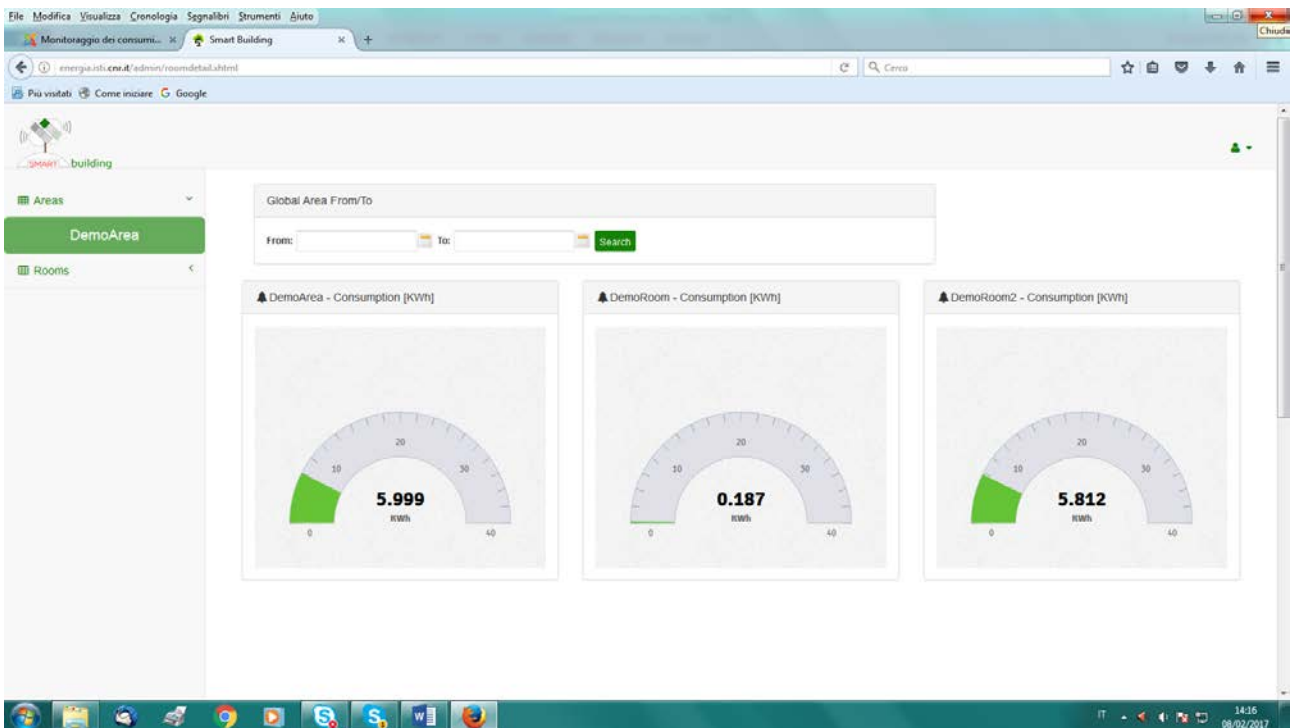 File Modifica Visualizza Cronologia Segnalibri Strumenti Aiuto
Chiudi
Monitoraggio dei consumi... × Smart Building × +
energia.isti.cnr.it/admin/roomdetail.shtml
Cerca
Più visitati Come iniziare G Google
SMART building
Areas
Global Area From/To
DemoArea
From: To: Search
Rooms
DemoArea - Consumption [KWh] DemoRoom - Consumption [KWh] DemoRoom2 - Consumption [KWh]
20 20 20
10 30 10 30 10 30
5.999 0.187 5.812
KWh KWh KWh
0 40 0 40 0 40
IT 14:16
08/02/2017